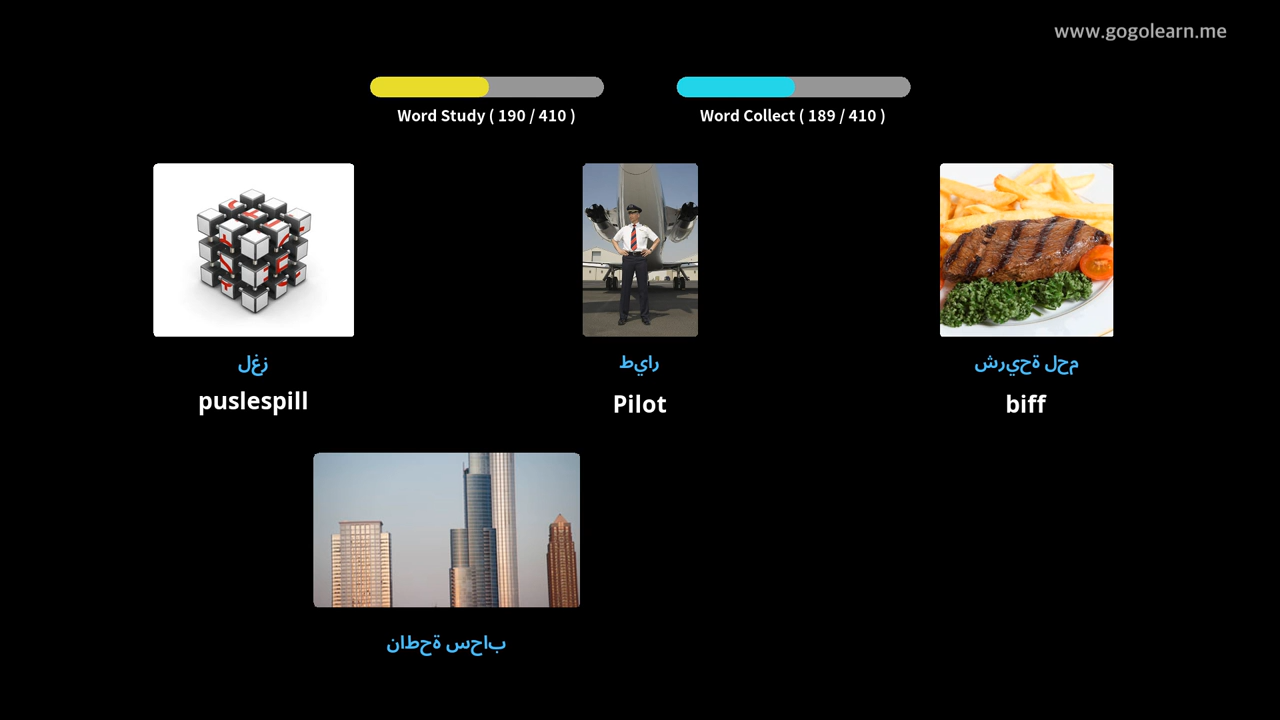 www.gogolearn.me
Word Study ( 190 / 410 )
Word Collect ( 189 / 410 )
زغل
رايط
محل ةحيرش
puslespill
Pilot
biff
باحس ةحطان